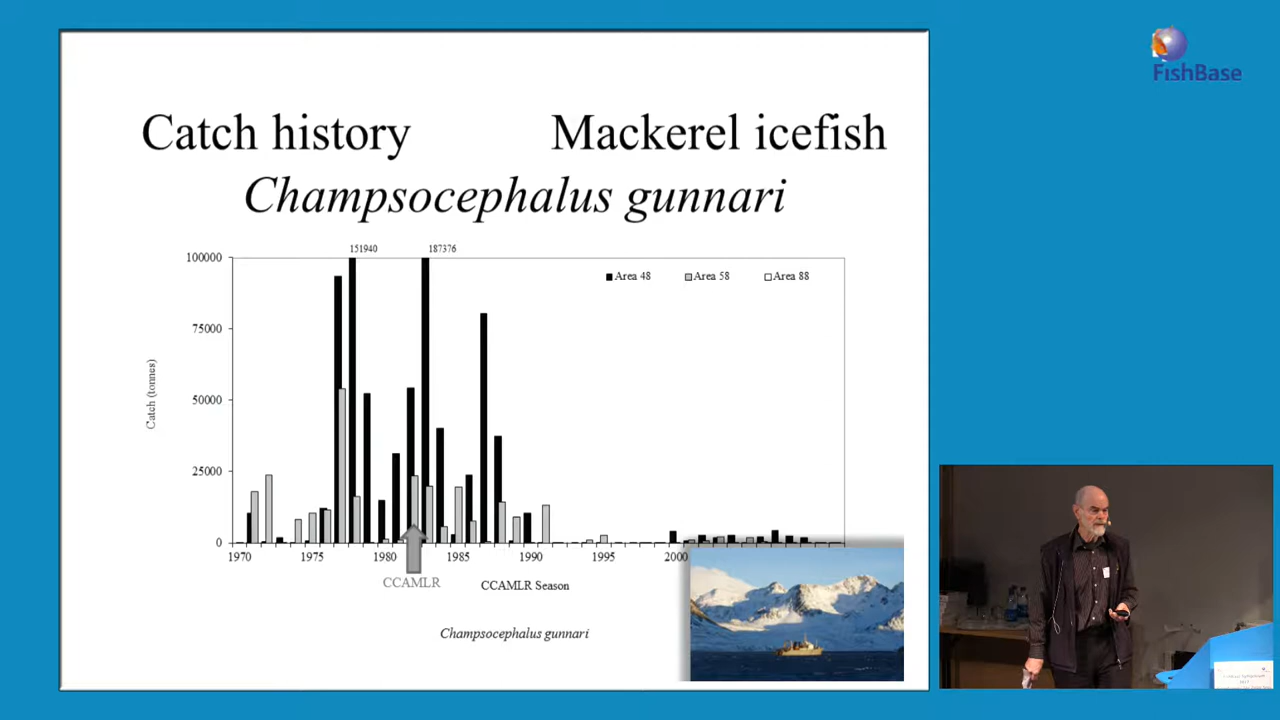 FishBase
Catch history Mackerel icefish
Champsocephalus gunnari
151940 187376
100000
Area 48 Area 58 Area 88
75000
50000
25000
0
Catch (tonnes)
1970 1975 1980 1985 1990 1995 2000
CCAMLR
CCAMLR Season
Champsocephalus gunnari